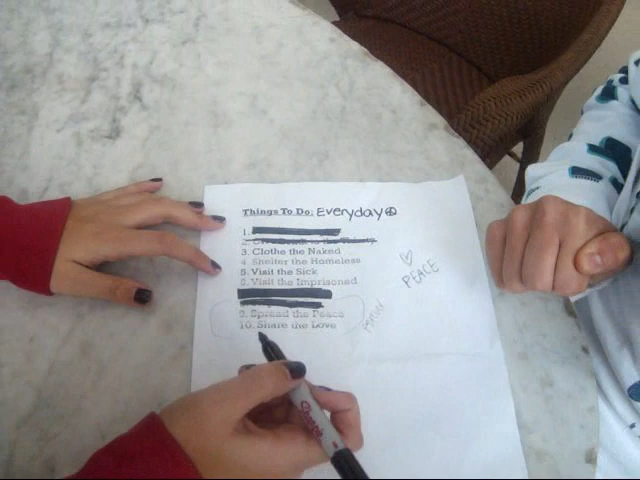 Things To Do: Everyday
1.
3. Clothe the Naked
4. Shelter the Homeless
5. Visit the Sick
6. Visit the Imprisoned
9. Spread the Peace
10. Share the Love
PEACE
Sharpie